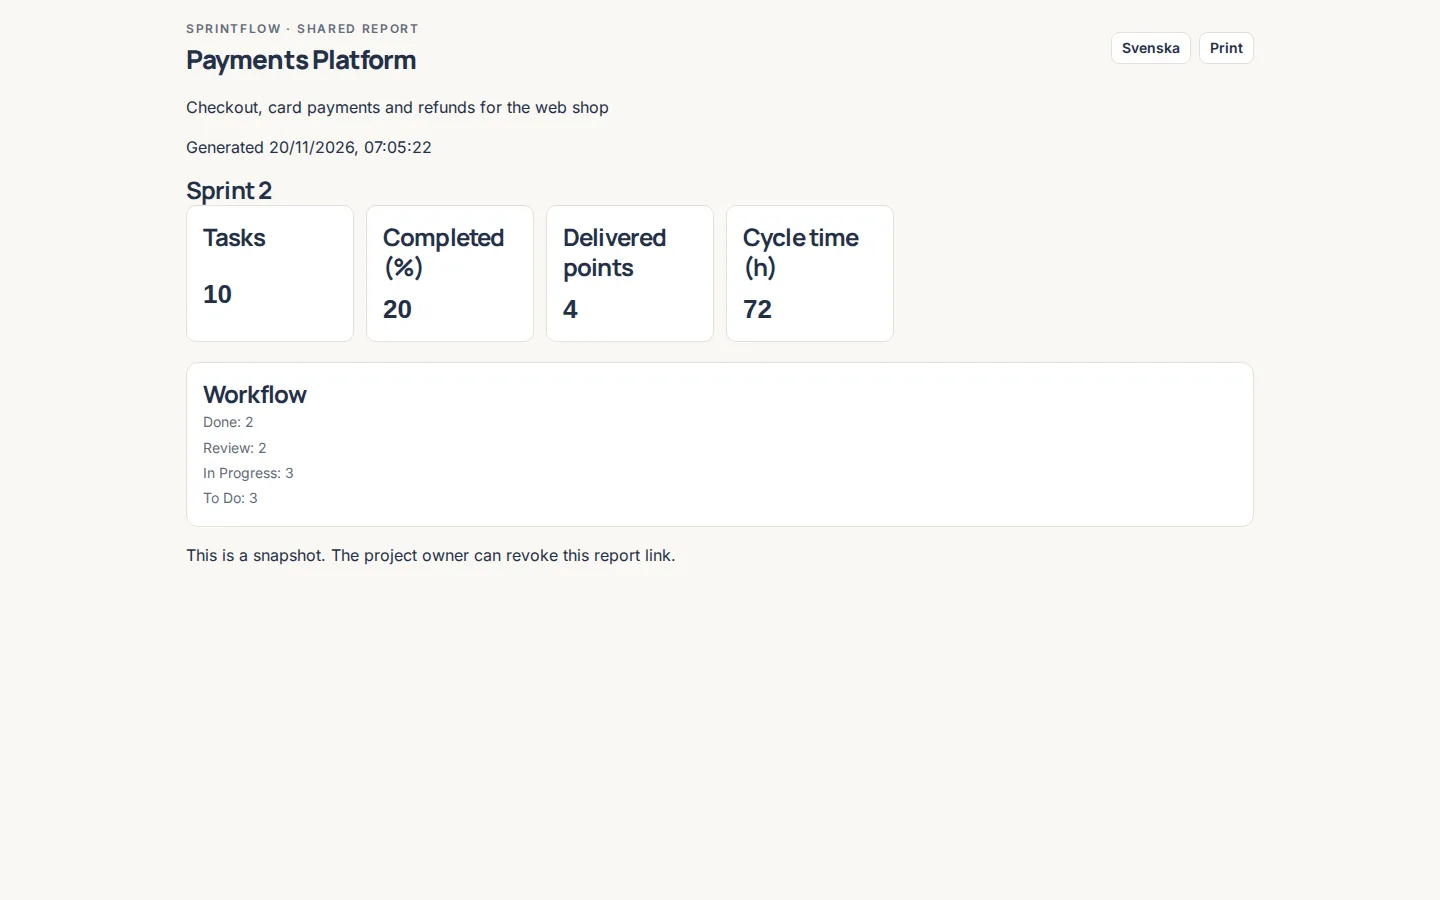 SPRINTFLOW · SHARED REPORT
Payments Platform
Svenska
Print
Checkout, card payments and refunds for the web shop
Generated 20/11/2026, 07:05:22
Sprint 2
Tasks
10
Completed
(%)
20
Delivered
points
4
Cycle time
(h)
72
Workflow
Done: 2
Review: 2
In Progress: 3
To Do: 3
This is a snapshot. The project owner can revoke this report link.